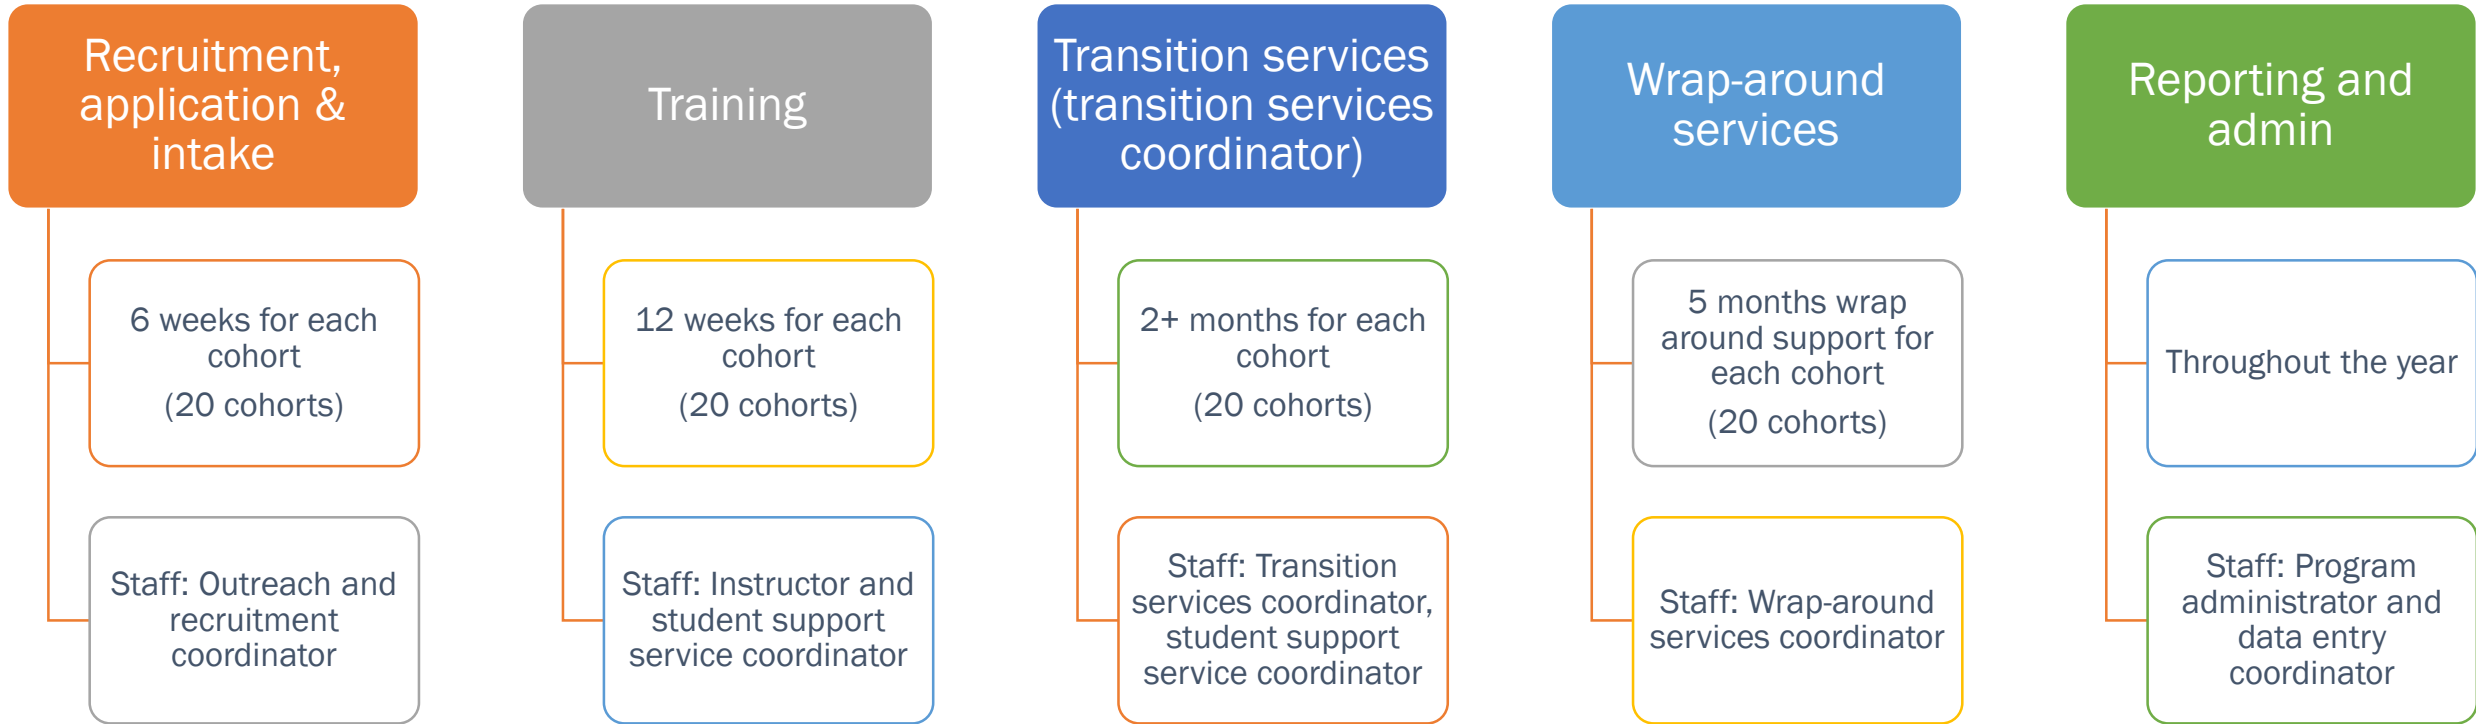 Recruitment,
application &
intake
6 weeks for each
cohort
(20 cohorts)
Staff: Outreach and
recruitment
coordinator
Training
12 weeks for each
cohort
(20 cohorts)
Staff: Instructor and
student support
service coordinator
Transition services
(transition services
coordinator)
2+ months for each
cohort
(20 cohorts)
Staff: Transition
services coordinator,
student support
service coordinator
Wrap-around
services
5 months wrap
around support for
each cohort
(20 cohorts)
Staff: Wrap-around
services coordinator
Reporting and
admin
Throughout the year
Staff: Program
administrator and
data entry
coordinator